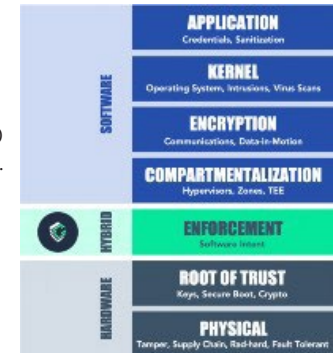 SOFTWARE
APPLICATION
Credentials, Sanitization
KERNEL
Operating System, Intrusions, Virus Scans
ENCRYPTION
Communications, Data-in-Motion
COMPARTMENTALIZATION
Hypervisors, Zones, TEE
HYBRID
ENFORCEMENT
Software Intent
HARDWARE
ROOT OF TRUST
Keys, Secure Boot, Crypto
PHYSICAL
Tamper, Supply Chain, Rad-hard, Fault Tolerant